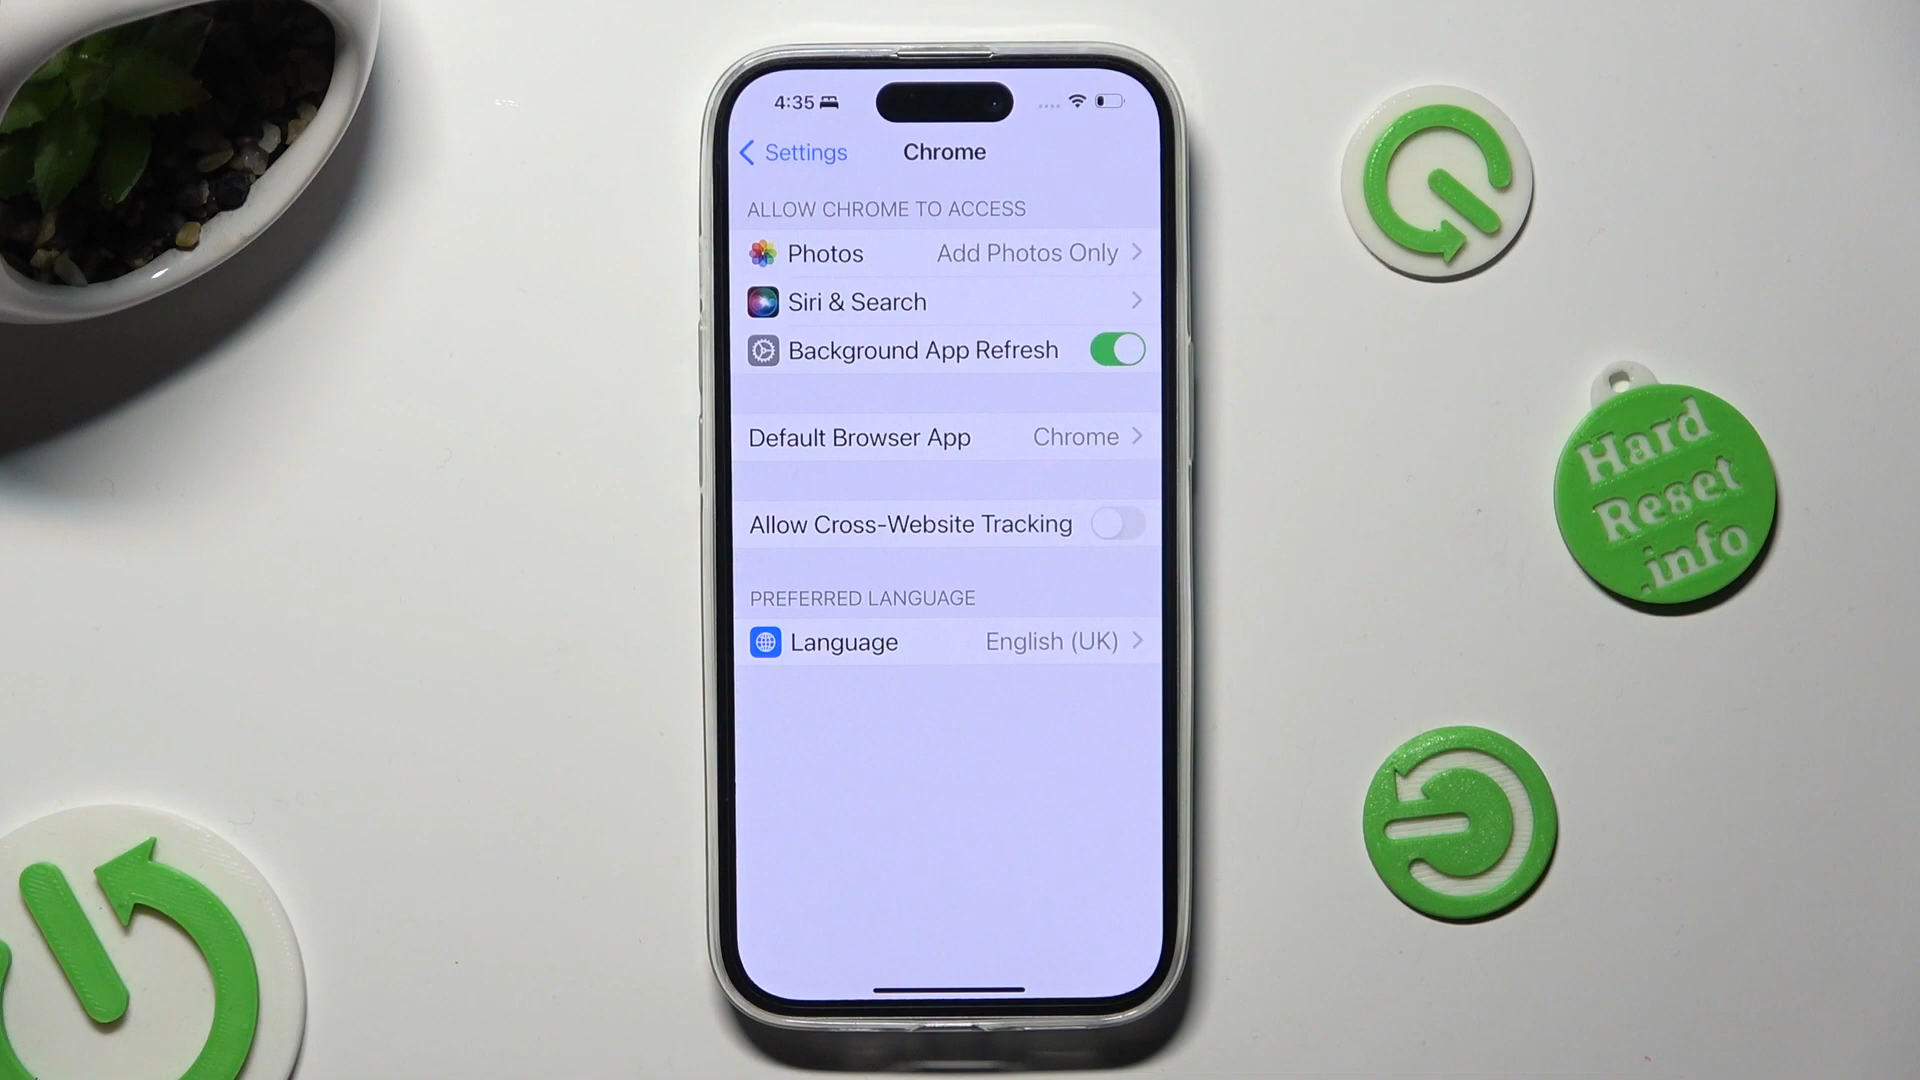 4:35
Settings
Chrome
ALLOW CHROME TO ACCESS
Photos Add Photos Only
Siri & Search
Background App Refresh
Default Browser App Chrome
Allow Cross-Website Tracking
PREFERRED LANGUAGE
Language English (UK)
Hard
Reset
.info